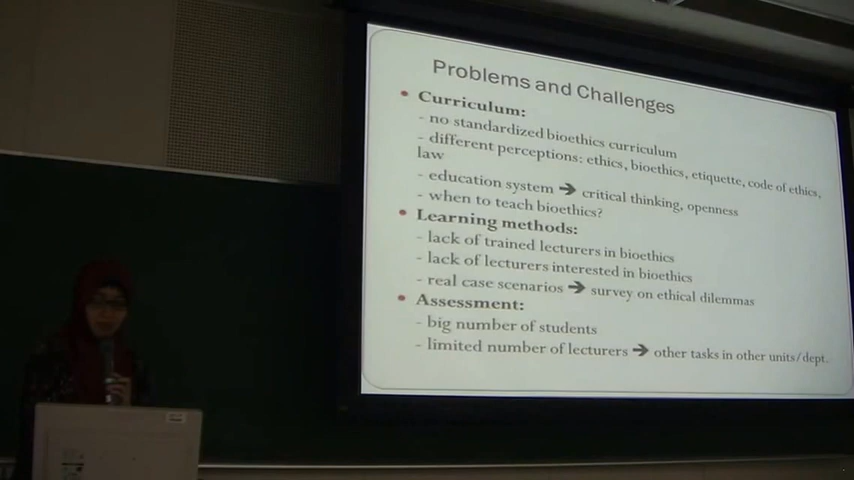 Problems and Challenges
• Curriculum:
- no standardized bioethics curriculum
- different perceptions: ethics, bioethics, etiquette, code of ethics,
law
- education system ➔ critical thinking, openness
- when to teach bioethics?
• Learning methods:
- lack of trained lecturers in bioethics
- lack of lecturers interested in bioethics
- real case scenarios ➔ survey on ethical dilemmas
• Assessment:
- big number of students
- limited number of lecturers ➔ other tasks in other units/dept.